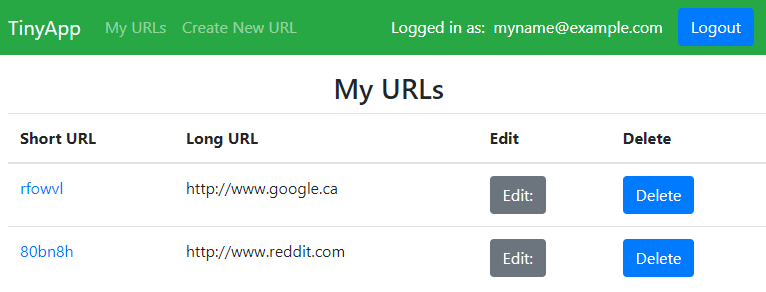 TinyApp My URLs Create New URL Logged in as: myname@example.com Logout
My URLs
Short URL Long URL Edit Delete
rfowvl http://www.google.ca Edit: Delete
80bn8h http://www.reddit.com Edit: Delete